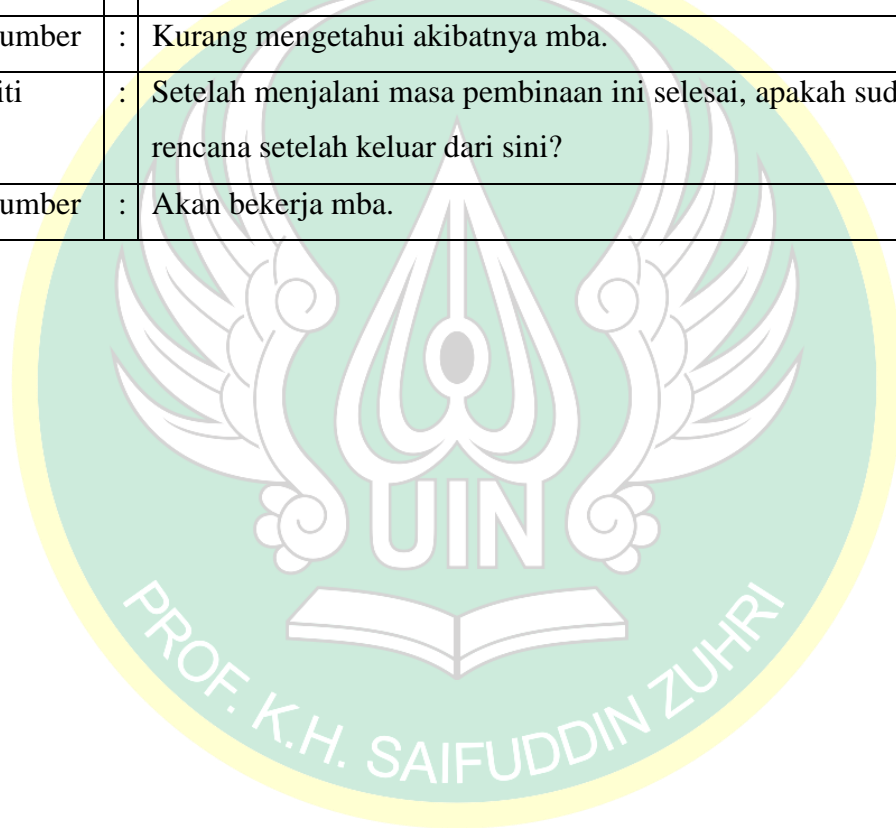 umber : Kurang mengetahui akibatnya mba.
iti : Setelah menjalani masa pembinaan ini selesai, apakah sud
rencana setelah keluar dari sini?
umber : Akan bekerja mba.
UIN
PROF. K.H. SAIFUDDIN ZUHRI